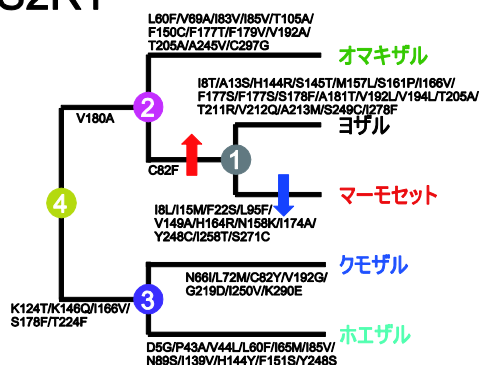 L60F/V69A/I83V/I85V/T105A/
F150C/F177T/F179V/V192A/
T205A/A245V/C297G
オマキザル
I8T/A13S/H144R/S145T/M157L/S161P/I166V/
F177S/F177S/S178F/A181T/V192L/V194L/T205A/
T211R/V212Q/A213M/S249C/I278F
V180A
2
ヨザル
1
C82F
マーモセット
4
I8L/I15M/F22S/L95F/
V149A/H164R/N158K/I174A/
Y248C/I258T/S271C
クモザル
N66I/L72M/C82Y/V192G/
G219D/I250V/K290E
3
K124T/K146Q/I166V/
S178F/T224F
ホエザル
D5G/P43A/V44L/L60F/I65M/I85V/
N89S/I139V/H144Y/F151S/Y248S